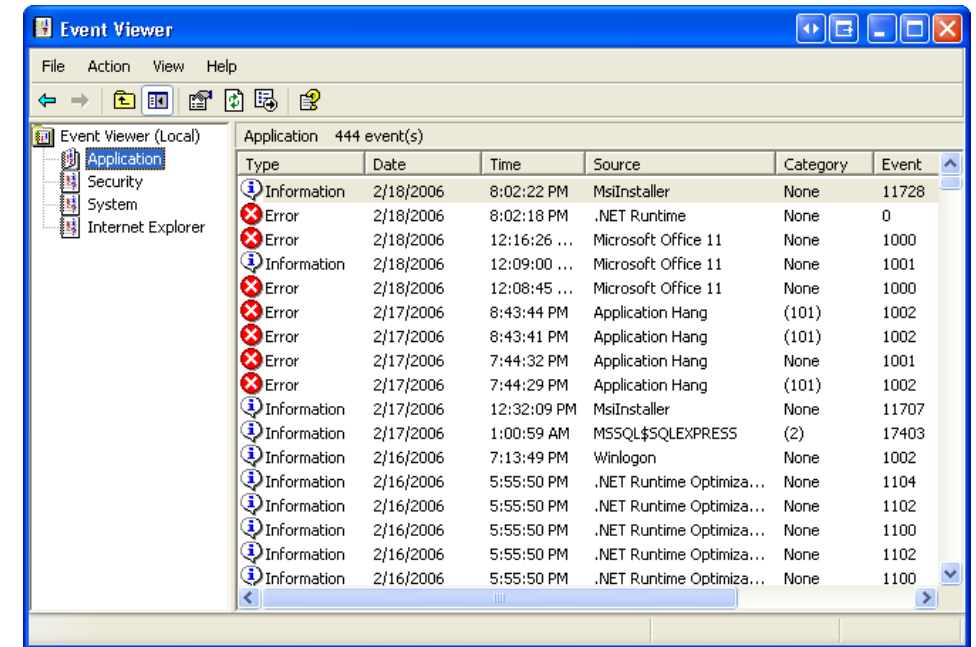 Event Viewer
File Action View Help
Event Viewer (Local)
Application
Security
System
Internet Explorer
Application 444 event(s)
Type Date Time Source Category Event
Information 2/18/2006 8:02:22 PM MsiInstaller None 11728
Error 2/18/2006 8:02:18 PM .NET Runtime None 0
Error 2/18/2006 12:16:26 ... Microsoft Office 11 None 1000
Information 2/18/2006 12:09:00 ... Microsoft Office 11 None 1001
Error 2/18/2006 12:08:45 ... Microsoft Office 11 None 1000
Error 2/17/2006 8:43:44 PM Application Hang (101) 1002
Error 2/17/2006 8:43:41 PM Application Hang (101) 1002
Error 2/17/2006 7:44:32 PM Application Hang None 1001
Error 2/17/2006 7:44:29 PM Application Hang (101) 1002
Information 2/17/2006 12:32:09 PM MsiInstaller None 11707
Information 2/17/2006 1:00:59 AM MSSQL$SQLEXPRESS (2) 17403
Information 2/16/2006 7:13:49 PM Winlogon None 1002
Information 2/16/2006 5:55:50 PM .NET Runtime Optimiza... None 1104
Information 2/16/2006 5:55:50 PM .NET Runtime Optimiza... None 1102
Information 2/16/2006 5:55:50 PM .NET Runtime Optimiza... None 1100
Information 2/16/2006 5:55:50 PM .NET Runtime Optimiza... None 1102
Information 2/16/2006 5:55:50 PM .NET Runtime Optimiza... None 1100